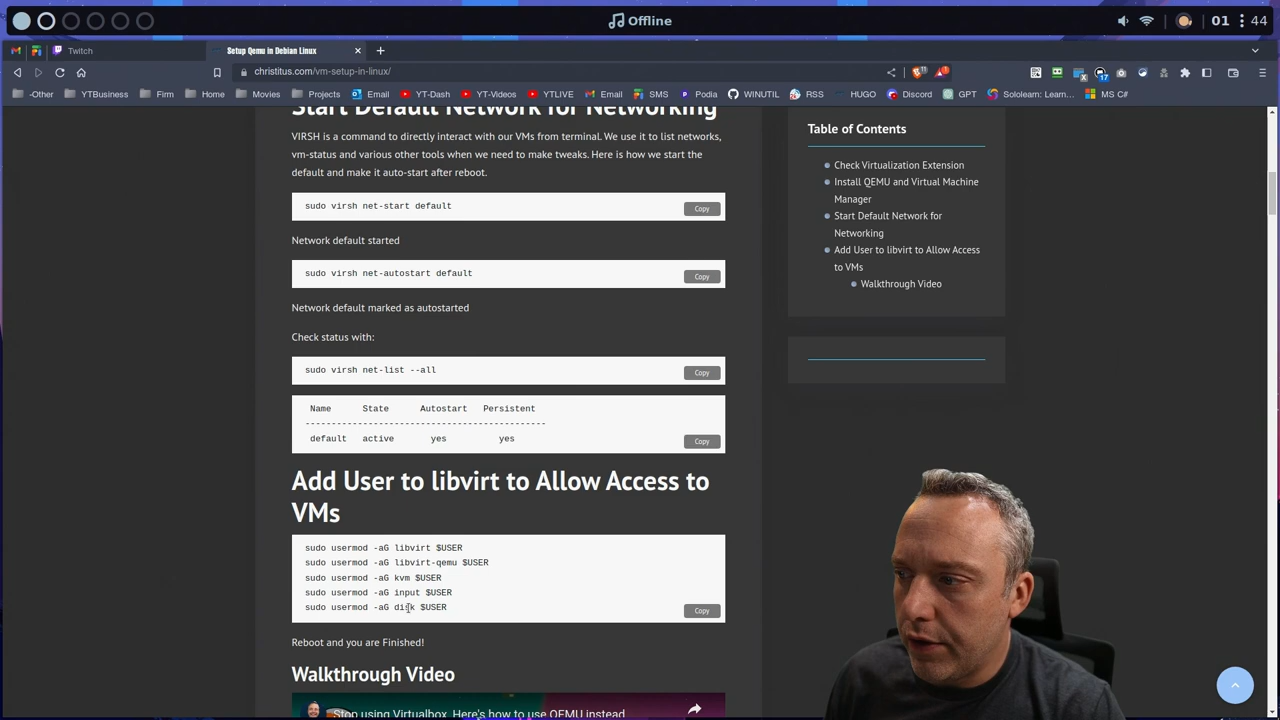 Offline
01
44
Twitch
Setup Qemu in Debian Linux
christitus.com/vm-setup-in-linux/
-Other
YTBusiness
Firm
Home
Movies
Projects
Email
YT-Dash
YT-Videos
YTLIVE
Email
SMS
Podia
WINUTIL
RSS
HUGO
Discord
GPT
Sololearn: Learn…
MS C#
Start Default Network for Networking
VIRSH is a command to directly interact with our VMs from terminal. We use it to list networks,
vm-status and various other tools when we need to make tweaks. Here is how we start the
default and make it auto-start after reboot.
sudo virsh net-start default
Copy
Network default started
sudo virsh net-autostart default
Copy
Network default marked as autostarted
Check status with:
sudo virsh net-list --all
Copy
Name State Autostart Persistent
----------------------------------------------
default active yes yes
Copy
Add User to libvirt to Allow Access to
VMs
sudo usermod -aG libvirt $USER
sudo usermod -aG libvirt-qemu $USER
sudo usermod -aG kvm $USER
sudo usermod -aG input $USER
sudo usermod -aG disk $USER
Copy
Reboot and you are Finished!
Walkthrough Video
Stop using Virtualbox, Here's how to use QEMU instead
Table of Contents
Check Virtualization Extension
Install QEMU and Virtual Machine
Manager
Start Default Network for
Networking
Add User to libvirt to Allow Access
to VMs
Walkthrough Video